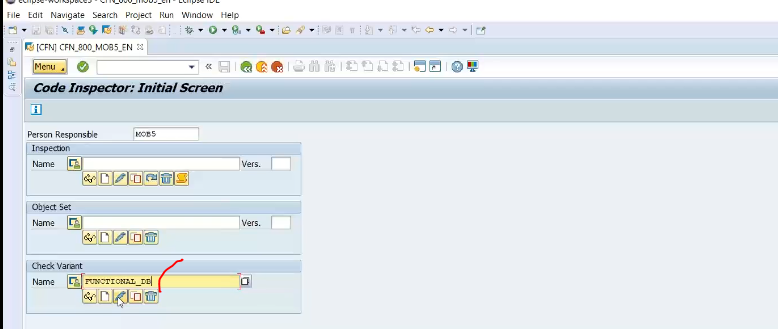 eclipse-workspace5 - CFN_800_MOB5_en - Eclipse IDE
File Edit Navigate Search Project Run Window Help
[CFN] CFN_800_MOB5_EN
Menu
Code Inspector: Initial Screen
Person Responsible MOB5
Inspection
Name Vers.
Object Set
Name Vers.
Check Variant
Name FUNCTIONAL_DB